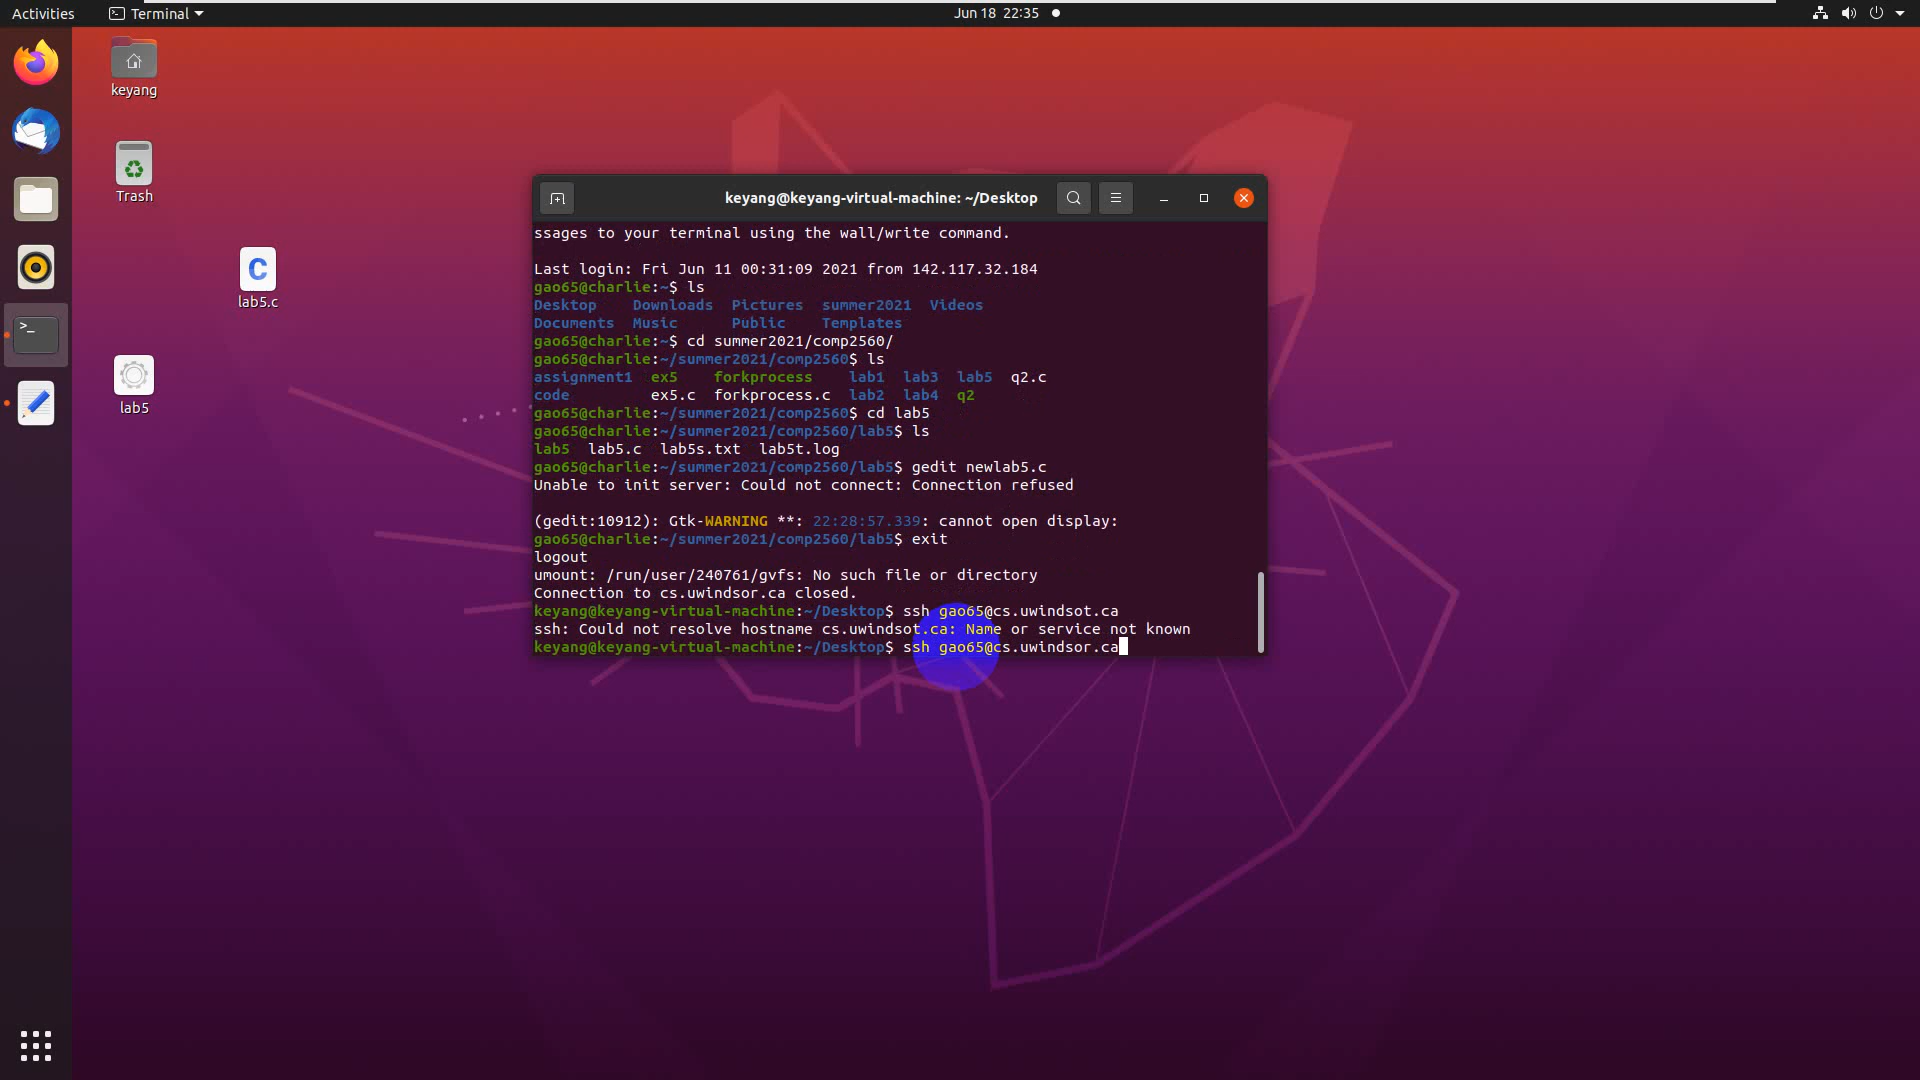 Activities
Terminal
Jun 18 22:35
keyang
Trash
lab5.c
lab5
keyang@keyang-virtual-machine: ~/Desktop
ssages to your terminal using the wall/write command.
Last login: Fri Jun 11 00:31:09 2021 from 142.117.32.184
gao65@charlie:~$ ls
Desktop Downloads Pictures summer2021 Videos
Documents Music Public Templates
gao65@charlie:~$ cd summer2021/comp2560/
gao65@charlie:~/summer2021/comp2560$ ls
assignment1 ex5 forkprocess lab1 lab3 lab5 q2.c
code ex5.c forkprocess.c lab2 lab4 q2
gao65@charlie:~/summer2021/comp2560$ cd lab5
gao65@charlie:~/summer2021/comp2560/lab5$ ls
lab5 lab5.c lab5s.txt lab5t.log
gao65@charlie:~/summer2021/comp2560/lab5$ gedit newlab5.c
Unable to init server: Could not connect: Connection refused
(gedit:10912): Gtk-WARNING **: 22:28:57.339: cannot open display:
gao65@charlie:~/summer2021/comp2560/lab5$ exit
logout
umount: /run/user/240761/gvfs: No such file or directory
Connection to cs.uwindsor.ca closed.
keyang@keyang-virtual-machine:~/Desktop$ ssh gao65@cs.uwindsot.ca
ssh: Could not resolve hostname cs.uwindsot.ca: Name or service not known
keyang@keyang-virtual-machine:~/Desktop$ ssh gao65@cs.uwindsor.ca